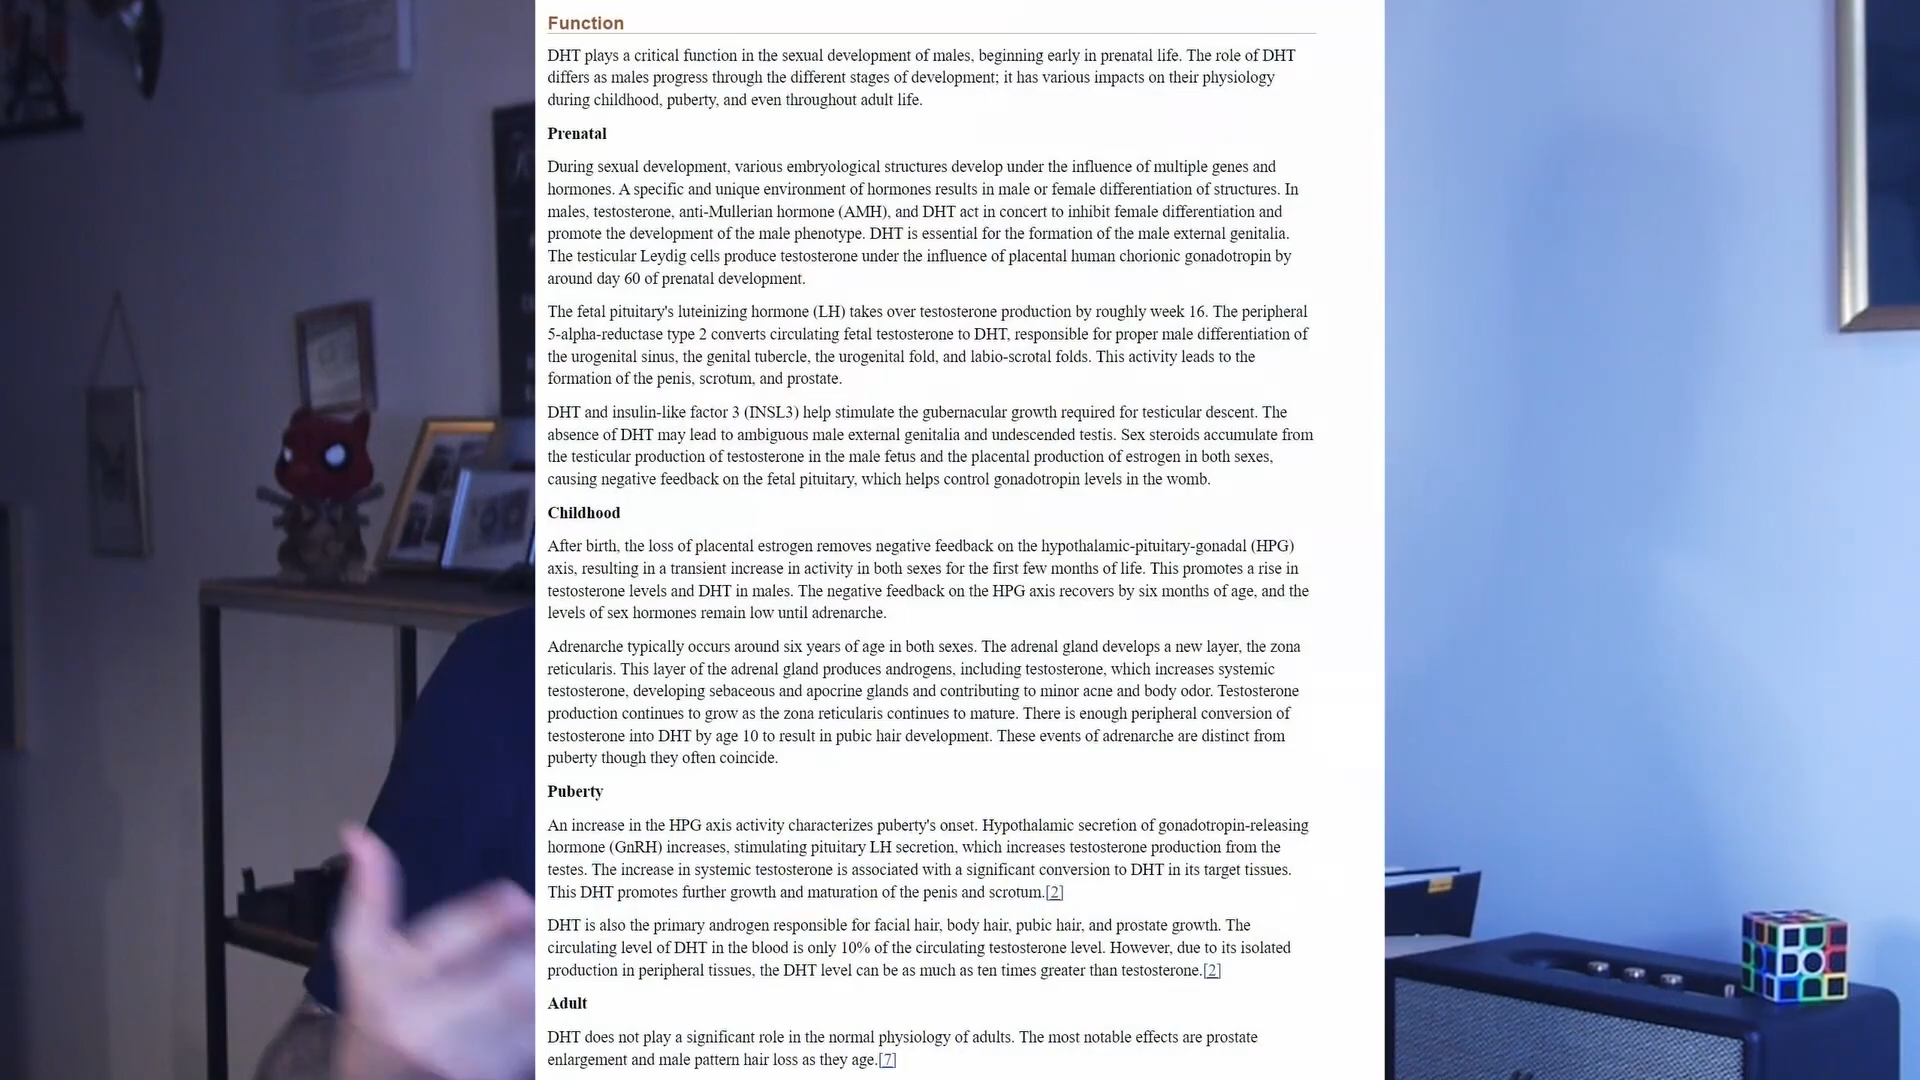 Function
DHT plays a critical function in the sexual development of males, beginning early in prenatal life. The role of DHT
differs as males progress through the different stages of development; it has various impacts on their physiology
during childhood, puberty, and even throughout adult life.
Prenatal
During sexual development, various embryological structures develop under the influence of multiple genes and
hormones. A specific and unique environment of hormones results in male or female differentiation of structures. In
males, testosterone, anti-Mullerian hormone (AMH), and DHT act in concert to inhibit female differentiation and
promote the development of the male phenotype. DHT is essential for the formation of the male external genitalia.
The testicular Leydig cells produce testosterone under the influence of placental human chorionic gonadotropin by
around day 60 of prenatal development.
The fetal pituitary's luteinizing hormone (LH) takes over testosterone production by roughly week 16. The peripheral
5-alpha-reductase type 2 converts circulating fetal testosterone to DHT, responsible for proper male differentiation of
the urogenital sinus, the genital tubercle, the urogenital fold, and labio-scrotal folds. This activity leads to the
formation of the penis, scrotum, and prostate.
DHT and insulin-like factor 3 (INSL3) help stimulate the gubernacular growth required for testicular descent. The
absence of DHT may lead to ambiguous male external genitalia and undescended testis. Sex steroids accumulate from
the testicular production of testosterone in the male fetus and the placental production of estrogen in both sexes,
causing negative feedback on the fetal pituitary, which helps control gonadotropin levels in the womb.
Childhood
After birth, the loss of placental estrogen removes negative feedback on the hypothalamic-pituitary-gonadal (HPG)
axis, resulting in a transient increase in activity in both sexes for the first few months of life. This promotes a rise in
testosterone levels and DHT in males. The negative feedback on the HPG axis recovers by six months of age, and the
levels of sex hormones remain low until adrenarche.
Adrenarche typically occurs around six years of age in both sexes. The adrenal gland develops a new layer, the zona
reticularis. This layer of the adrenal gland produces androgens, including testosterone, which increases systemic
testosterone, developing sebaceous and apocrine glands and contributing to minor acne and body odor. Testosterone
production continues to grow as the zona reticularis continues to mature. There is enough peripheral conversion of
testosterone into DHT by age 10 to result in pubic hair development. These events of adrenarche are distinct from
puberty though they often coincide.
Puberty
An increase in the HPG axis activity characterizes puberty's onset. Hypothalamic secretion of gonadotropin-releasing
hormone (GnRH) increases, stimulating pituitary LH secretion, which increases testosterone production from the
testes. The increase in systemic testosterone is associated with a significant conversion to DHT in its target tissues.
This DHT promotes further growth and maturation of the penis and scrotum.[2]
DHT is also the primary androgen responsible for facial hair, body hair, pubic hair, and prostate growth. The
circulating level of DHT in the blood is only 10% of the circulating testosterone level. However, due to its isolated
production in peripheral tissues, the DHT level can be as much as ten times greater than testosterone.[2]
Adult
DHT does not play a significant role in the normal physiology of adults. The most notable effects are prostate
enlargement and male pattern hair loss as they age.[7]